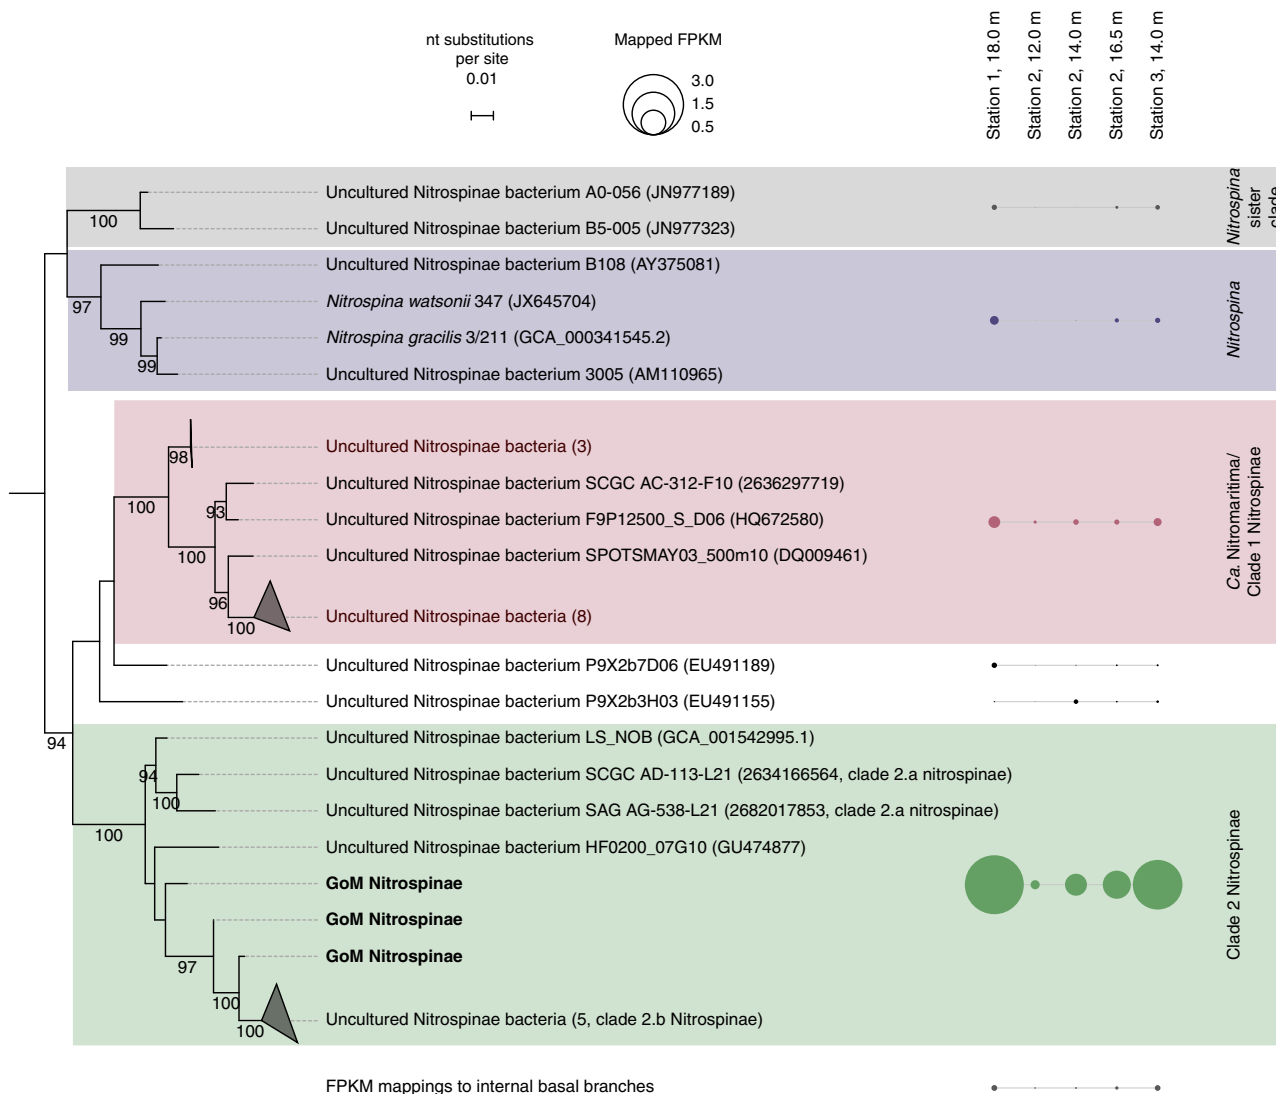 nt substitutions
per site
0.01
Mapped FPKM
3.0
1.5
0.5
Station 1, 18.0 m
Station 2, 12.0 m
Station 2, 14.0 m
Station 2, 16.5 m
Station 3, 14.0 m
Uncultured Nitrospinae bacterium A0-056 (JN977189)
100
Uncultured Nitrospinae bacterium B5-005 (JN977323)
Nitrospina
sister
clade
Uncultured Nitrospinae bacterium B108 (AY375081)
97
Nitrospina watsonii 347 (JX645704)
99
Nitrospina gracilis 3/211 (GCA_000341545.2)
99
Uncultured Nitrospinae bacterium 3005 (AM110965)
Nitrospina
Uncultured Nitrospinae bacteria (3)
98
Uncultured Nitrospinae bacterium SCGC AC-312-F10 (2636297719)
100
93
Uncultured Nitrospinae bacterium F9P12500_S_D06 (HQ672580)
100
Uncultured Nitrospinae bacterium SPOTSMAY03_500m10 (DQ009461)
96
Uncultured Nitrospinae bacteria (8)
100
Ca. Nitromaritima/
Clade 1 Nitrospinae
Uncultured Nitrospinae bacterium P9X2b7D06 (EU491189)
Uncultured Nitrospinae bacterium P9X2b3H03 (EU491155)
94
Uncultured Nitrospinae bacterium LS_NOB (GCA_001542995.1)
94
Uncultured Nitrospinae bacterium SCGC AD-113-L21 (2634166564, clade 2.a nitrospinae)
100
Uncultured Nitrospinae bacterium SAG AG-538-L21 (2682017853, clade 2.a nitrospinae)
100
Uncultured Nitrospinae bacterium HF0200_07G10 (GU474877)
GoM Nitrospinae
GoM Nitrospinae
GoM Nitrospinae
97
100
Uncultured Nitrospinae bacteria (5, clade 2.b Nitrospinae)
100
Clade 2 Nitrospinae
FPKM mappings to internal basal branches